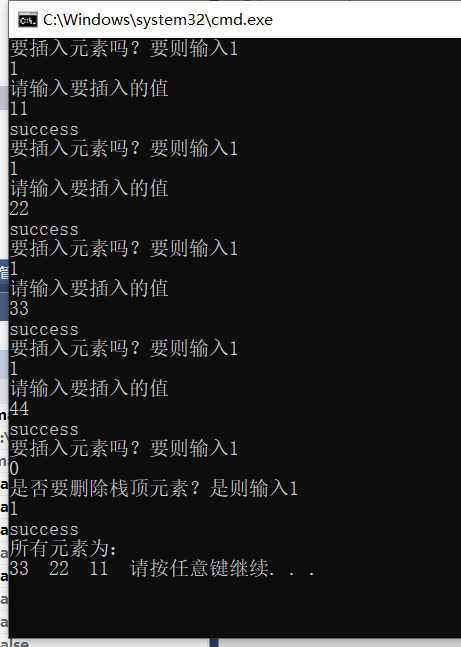 C:\Windows\system32\cmd.exe
要插入元素吗？要则输入1
1
请输入要插入的值
11
success
要插入元素吗？要则输入1
1
请输入要插入的值
22
success
要插入元素吗？要则输入1
1
请输入要插入的值
33
success
要插入元素吗？要则输入1
1
请输入要插入的值
44
success
要插入元素吗？要则输入1
0
是否要删除栈顶元素？是则输入1
1
success
所有元素为：
33  22  11  请按任意键继续. . .